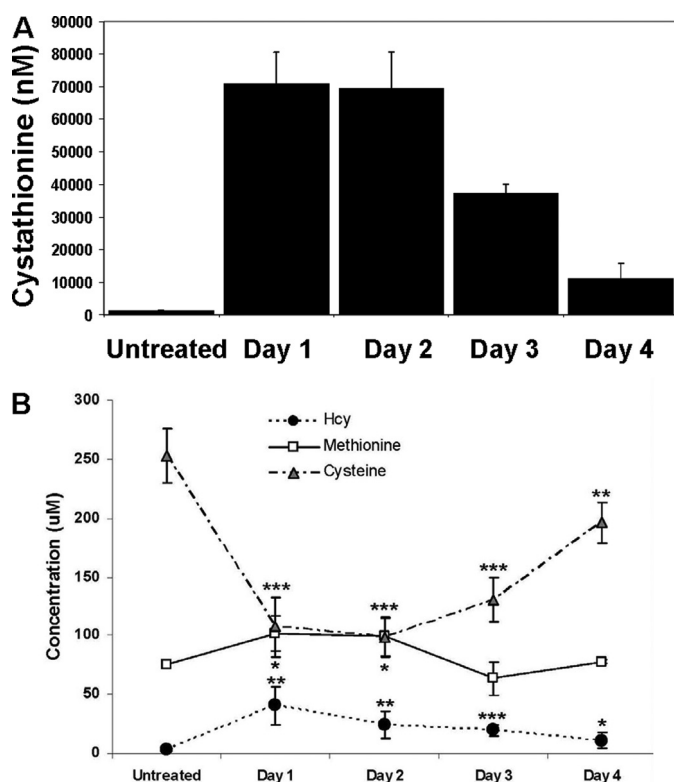 A
Cystathionine (nM)
90000
80000
70000
60000
50000
40000
30000
20000
10000
0
Untreated Day 1 Day 2 Day 3 Day 4
B
Concentration (uM)
300
250
200
150
100
50
0
Hcy
Methionine
Cysteine
*** *** *** **
* *
** ** *** *
Untreated Day 1 Day 2 Day 3 Day 4